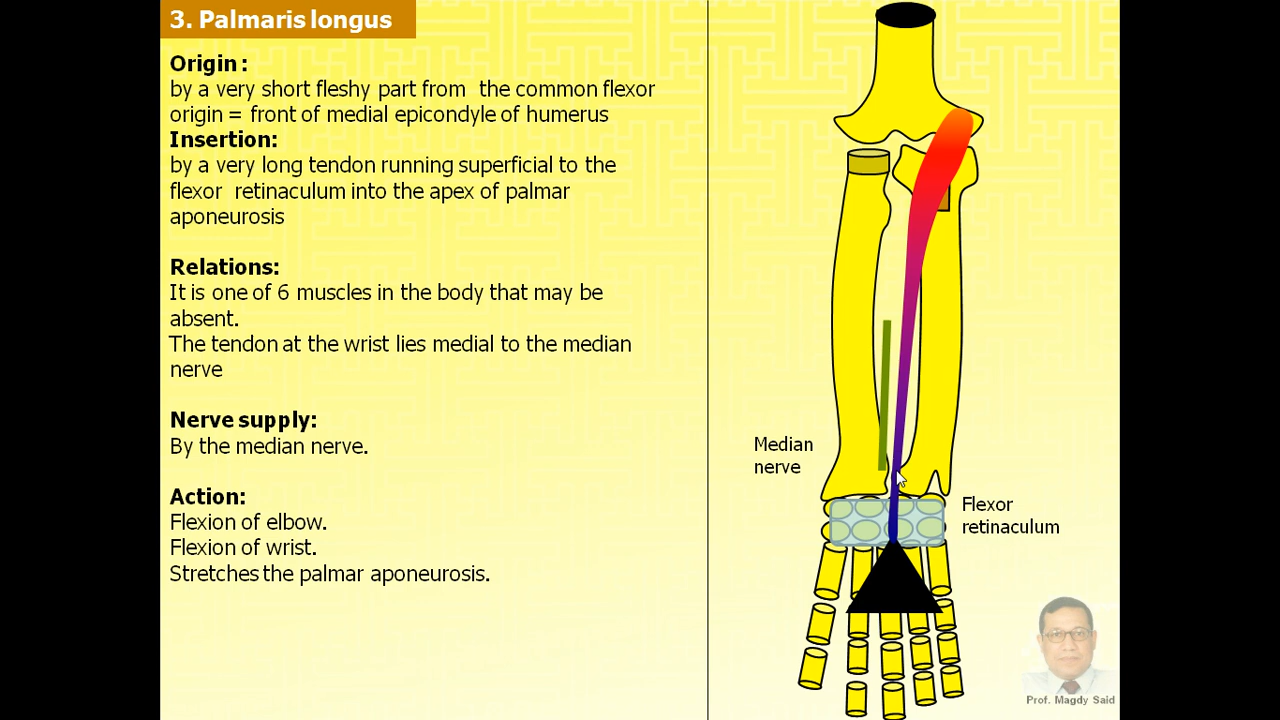 3. Palmaris longus
Origin :
by a very short fleshy part from the common flexor
origin = front of medial epicondyle of humerus
Insertion:
by a very long tendon running superficial to the
flexor retinaculum into the apex of palmar
aponeurosis
Relations:
It is one of 6 muscles in the body that may be
absent.
The tendon at the wrist lies medial to the median
nerve
Nerve supply:
By the median nerve.
Action:
Flexion of elbow.
Flexion of wrist.
Stretches the palmar aponeurosis.
Median
nerve
Flexor
retinaculum
Prof. Magdy Said